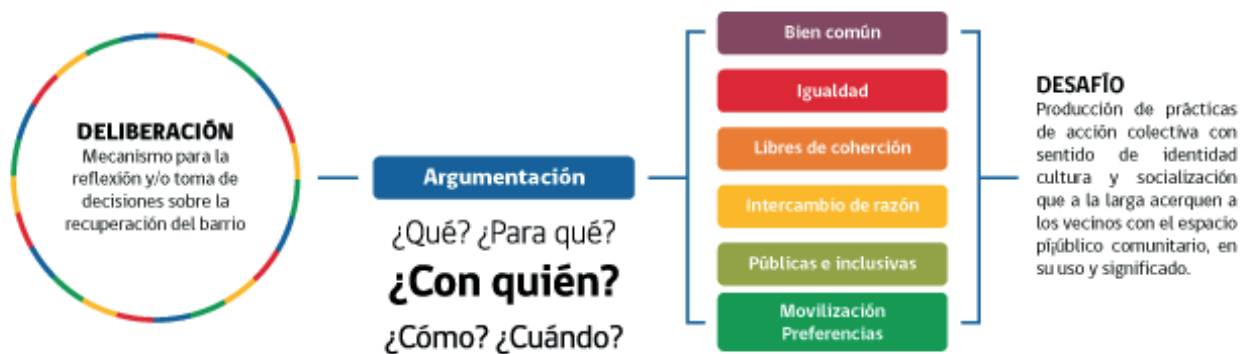 DELIBERACIÓN
Mecanismo para la
reflexión y/o toma de
decisiones sobre la
recuperación del barrio
Argumentación
¿Qué? ¿Para qué?
¿Con quién?
¿Cómo? ¿Cuándo?
Bien común
Igualdad
Libres de coherción
Intercambio de razón
Públicas e inclusivas
Movilización
Preferencias
DESAFÍO
Producción de prácticas
de acción colectiva con
sentido de identidad
cultura y socialización
que a la larga acerquen a
los vecinos con el espacio
pí¡úblico comunitario, en
su uso y significado.